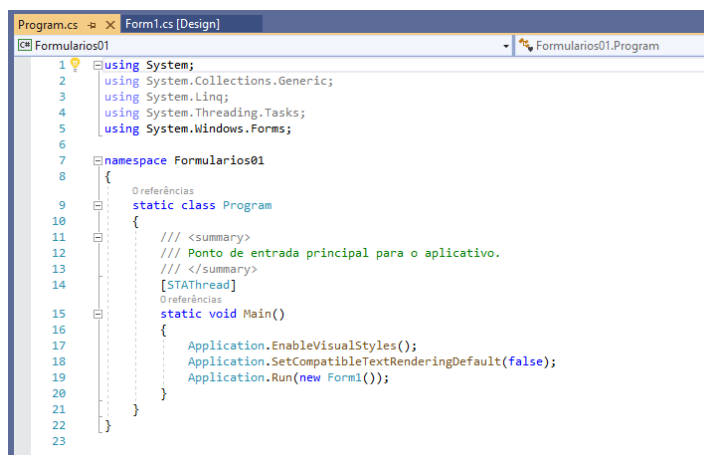 Program.cs Form1.cs [Design]
C# Formularios01 Formularios01.Program
1 using System;
2 using System.Collections.Generic;
3 using System.Linq;
4 using System.Threading.Tasks;
5 using System.Windows.Forms;
6
7 namespace Formularios01
8 {
0 referências
9 static class Program
10 {
11 /// <summary>
12 /// Ponto de entrada principal para o aplicativo.
13 /// </summary>
14 [STAThread]
0 referências
15 static void Main()
16 {
17 Application.EnableVisualStyles();
18 Application.SetCompatibleTextRenderingDefault(false);
19 Application.Run(new Form1());
20 }
21 }
22 }
23